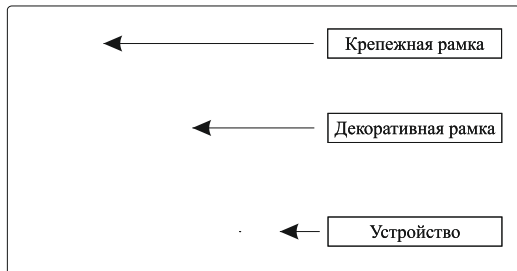 Крепежная рамка
Декоративная рамка
Устройство